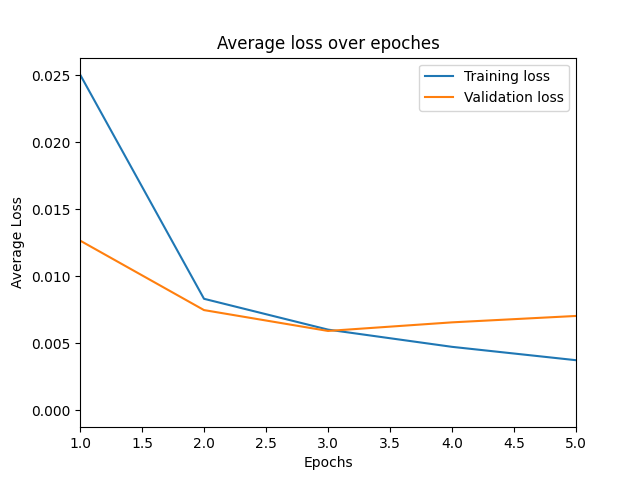 Average loss over epoches
Training loss
Validation loss
0.025
0.020
0.015
0.010
0.005
0.000
Average Loss
1.0 1.5 2.0 2.5 3.0 3.5 4.0 4.5 5.0
Epochs